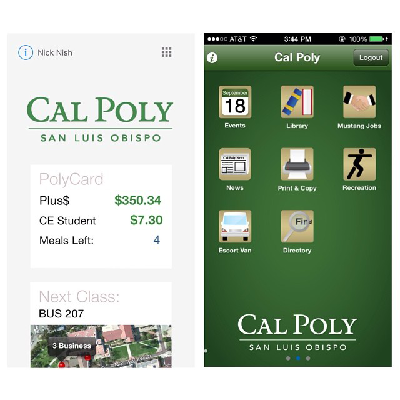 Nick Nish
CAL POLY
SAN LUIS OBISPO
PolyCard
Plus$ $350.34
CE Student $7.30
Meals Left: 4
Next Class:
BUS 207
3 Business
AT&T 3:44 PM 100%
Cal Poly
Logout
September
18
Events
Library
Mustang Jobs
News
Print & Copy
Recreation
Find
Escort Van
Directory
CAL POLY
SAN LUIS OBISPO